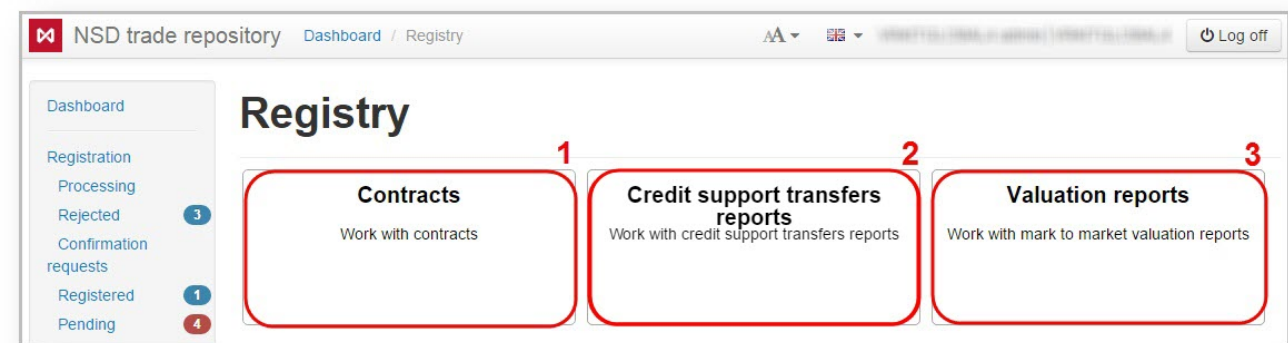 NSD trade repository Dashboard / Registry AA Log off
Dashboard
Registry
Registration
Processing
Rejected 3
Confirmation
requests
Registered 1
Pending 4
1
Contracts
Work with contracts
2
Credit support transfers
reports
Work with credit support transfers reports
3
Valuation reports
Work with mark to market valuation reports